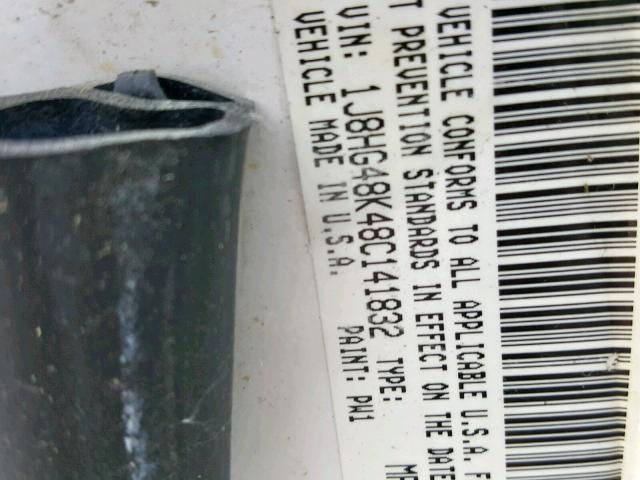 VEHICLE CONFORMS TO ALL APPLICABLE U.S.A. F
T PREVENTION STANDARDS IN EFFECT ON THE DATE
VIN: 1J8HG48K48C141832 TYPE: MF
VEHICLE MADE IN U.S.A. PAINT: PW1